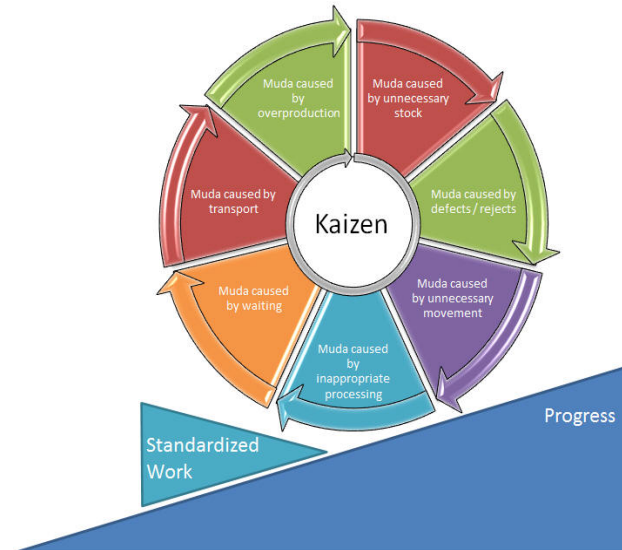 Muda caused
by
overproduction
Muda caused
by unnecessary
stock
Muda caused by
transport
Muda caused by
defects / rejects
Kaizen
Muda caused
by waiting
Muda caused
by unnecessary
movement
Muda caused
by
inappropriate
processing
Progress
Standardized
Work